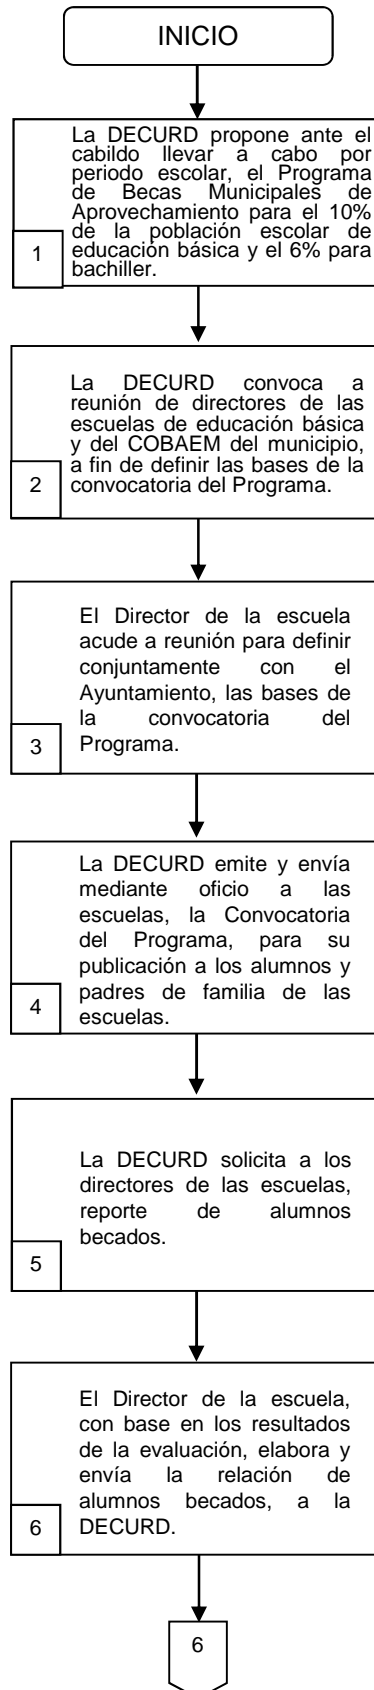 INICIO
La DECURD propone ante el
cabildo llevar a cabo por
periodo escolar, el Programa
de Becas Municipales de
Aprovechamiento para el 10%
de la población escolar de
educación básica y el 6% para
bachiller.
1
La DECURD convoca a
reunión de directores de las
escuelas de educación básica
y del COBAEM del municipio,
a fin de definir las bases de la
convocatoria del Programa.
2
El Director de la escuela
acude a reunión para definir
conjuntamente con el
Ayuntamiento, las bases de
la convocatoria del
Programa.
3
La DECURD emite y envía
mediante oficio a las
escuelas, la Convocatoria
del Programa, para su
publicación a los alumnos y
padres de familia de las
escuelas.
4
La DECURD solicita a los
directores de las escuelas,
reporte de alumnos
becados.
5
El Director de la escuela,
con base en los resultados
de la evaluación, elabora y
envía la relación de
alumnos becados, a la
DECURD.
6
6